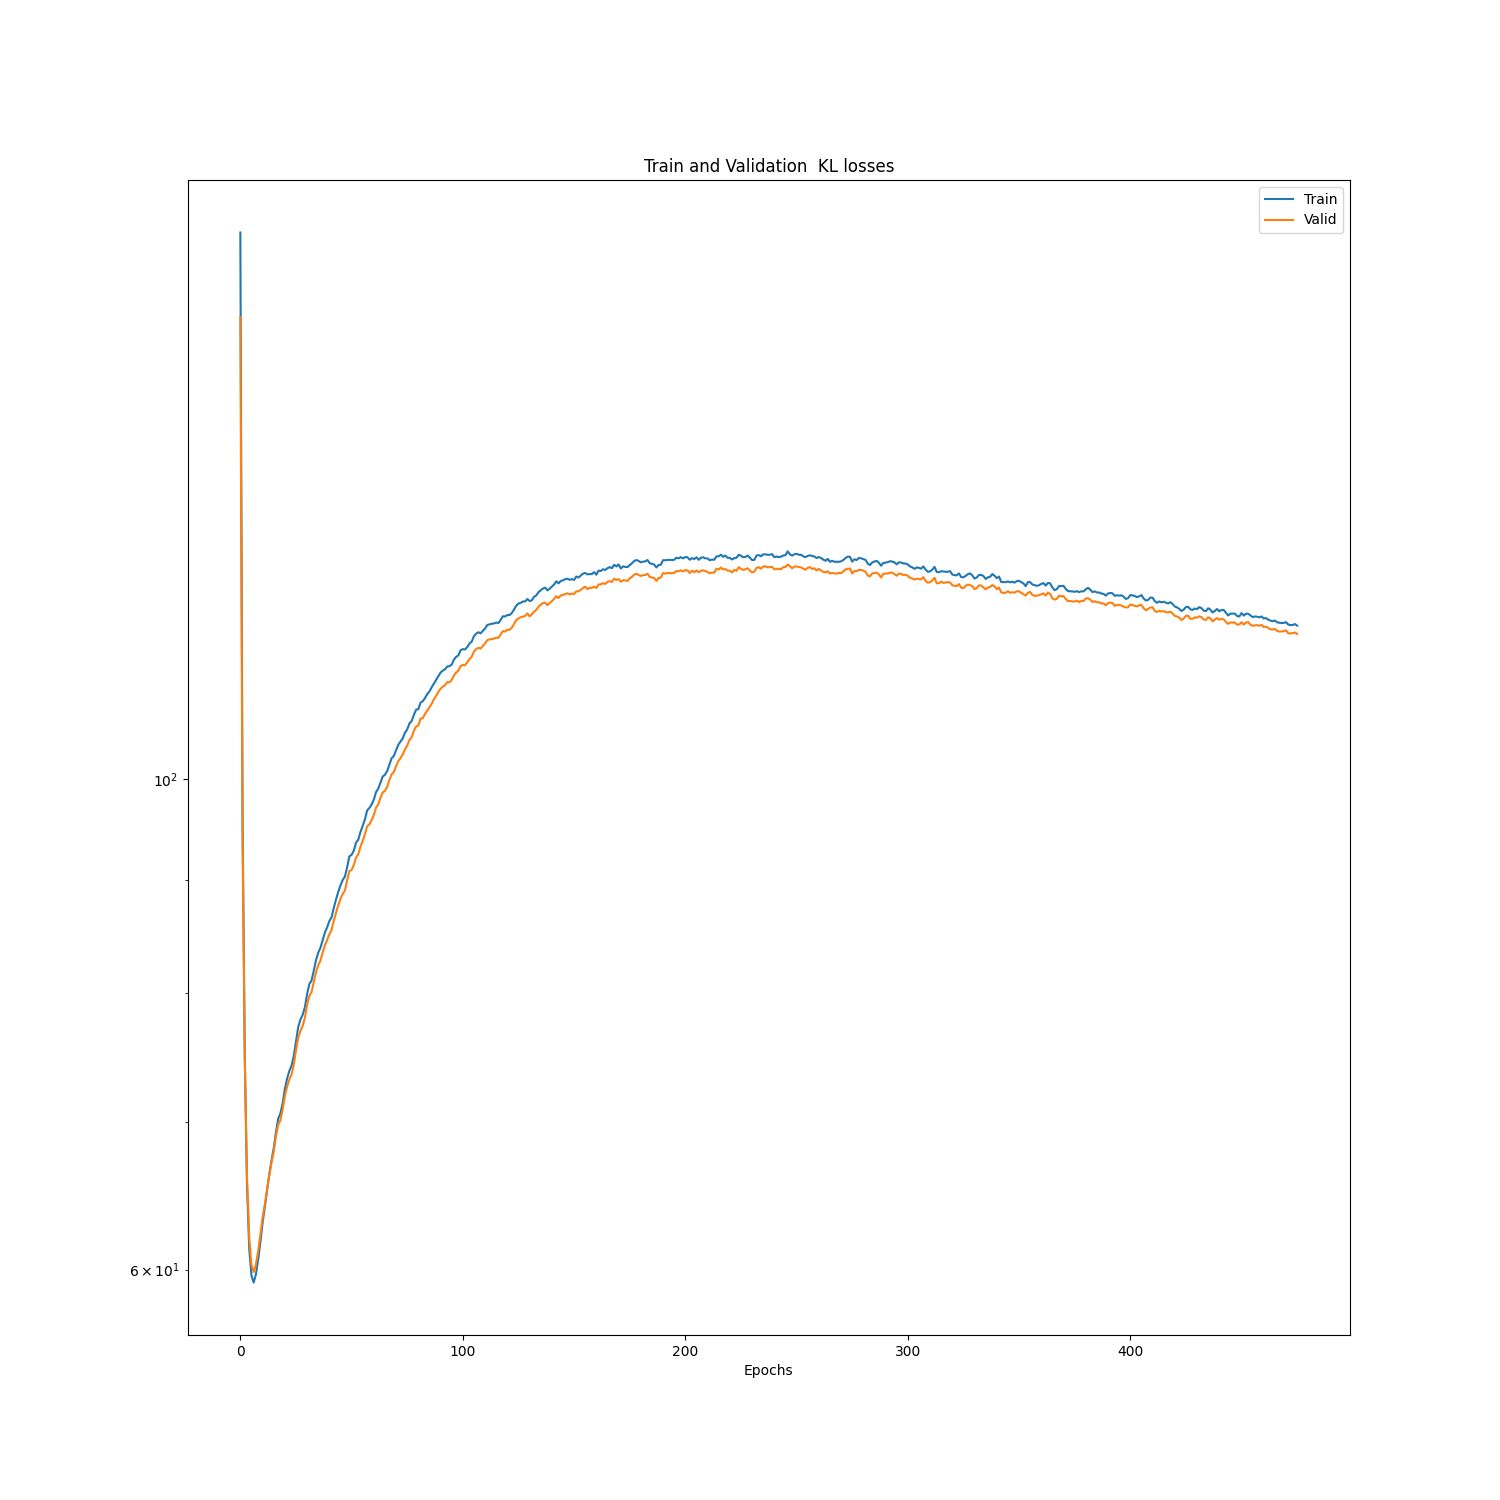 Train and Validation  KL losses
Train
Valid
10²
6 × 10¹
0 100 200 300 400
Epochs